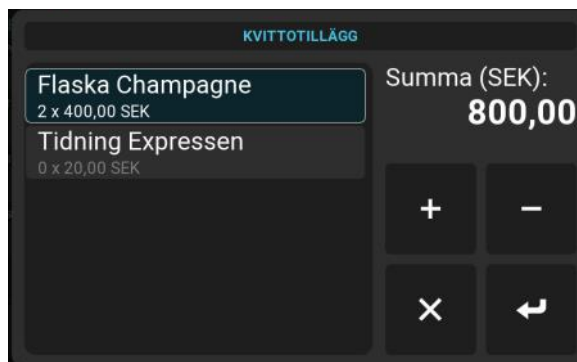 KVITTOTILLÄGG
Flaska Champagne
2 x 400,00 SEK
Tidning Expressen
0 x 20,00 SEK
Summa (SEK):
800,00